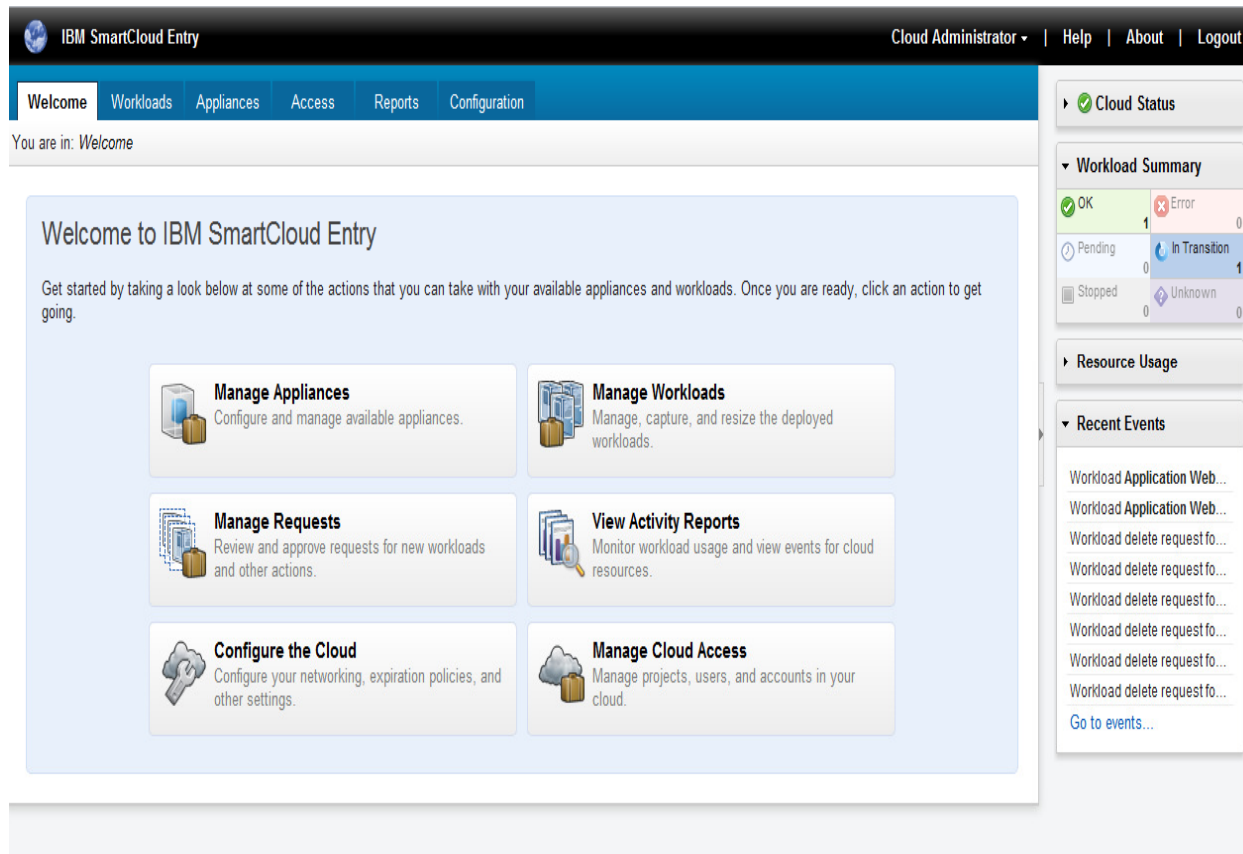 IBM SmartCloud Entry
Cloud Administrator | Help | About | Logout
Welcome Workloads Appliances Access Reports Configuration
You are in: Welcome
Welcome to IBM SmartCloud Entry
Get started by taking a look below at some of the actions that you can take with your available appliances and workloads. Once you are ready, click an action to get
going.
Manage Appliances
Configure and manage available appliances.
Manage Workloads
Manage, capture, and resize the deployed
workloads.
Manage Requests
Review and approve requests for new workloads
and other actions.
View Activity Reports
Monitor workload usage and view events for cloud
resources.
Configure the Cloud
Configure your networking, expiration policies, and
other settings.
Manage Cloud Access
Manage projects, users, and accounts in your
cloud.
Cloud Status
Workload Summary
OK 1 Error 0
Pending 0 In Transition 1
Stopped 0 Unknown 0
Resource Usage
Recent Events
Workload Application Web...
Workload Application Web...
Workload delete request fo...
Workload delete request fo...
Workload delete request fo...
Workload delete request fo...
Workload delete request fo...
Workload delete request fo...
Go to events...